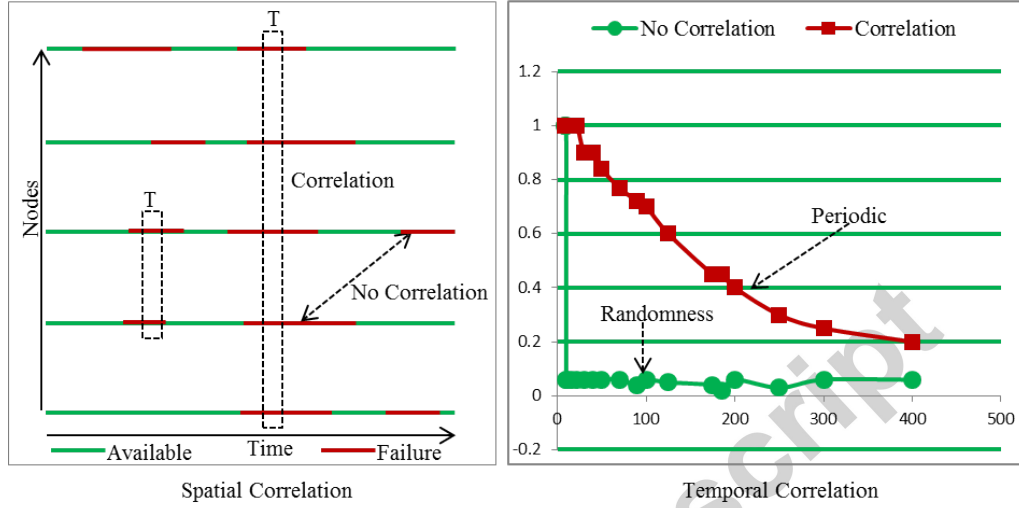 T
Nodes
Correlation
T
No Correlation
Available
Time
Failure
Spatial Correlation
No Correlation
Correlation
1.2
1
0.8
0.6
0.4
0.2
0
-0.2
0
100
200
300
400
500
Periodic
Randomness
script
Temporal Correlation